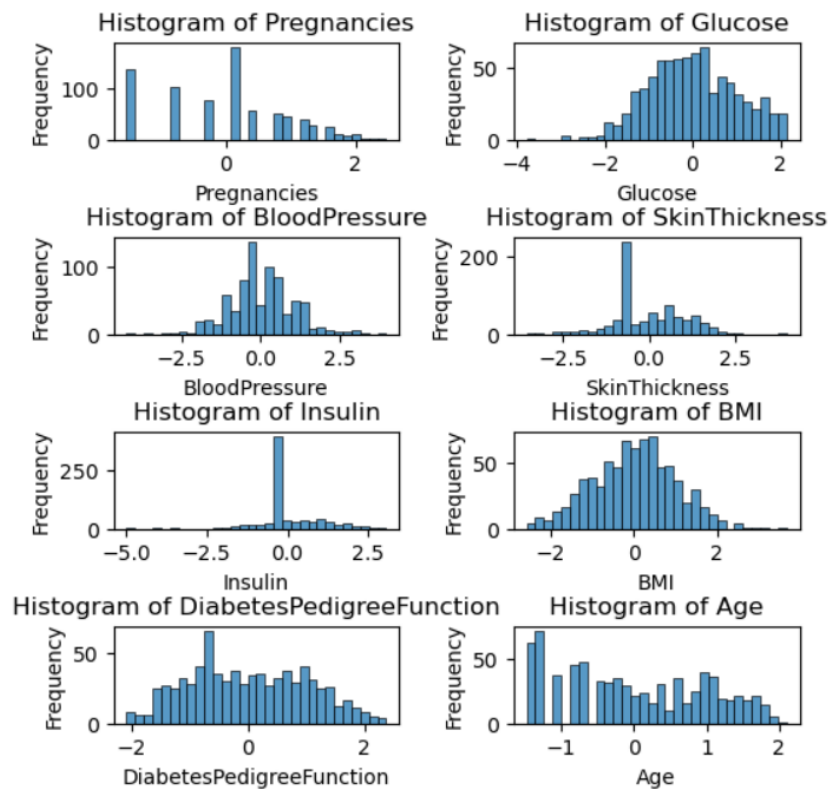 Histogram of Pregnancies
Frequency
100
0
0
2
Pregnancies
Histogram of Glucose
Frequency
50
0
−4
−2
0
2
Glucose
Histogram of BloodPressure
Frequency
100
0
−2.5
0.0
2.5
BloodPressure
Histogram of SkinThickness
Frequency
200
0
−2.5
0.0
2.5
SkinThickness
Histogram of Insulin
Frequency
250
0
−5.0
−2.5
0.0
2.5
Insulin
Histogram of BMI
Frequency
50
0
−2
0
2
BMI
Histogram of DiabetesPedigreeFunction
Frequency
50
0
−2
0
2
DiabetesPedigreeFunction
Histogram of Age
Frequency
50
0
−1
0
1
2
Age